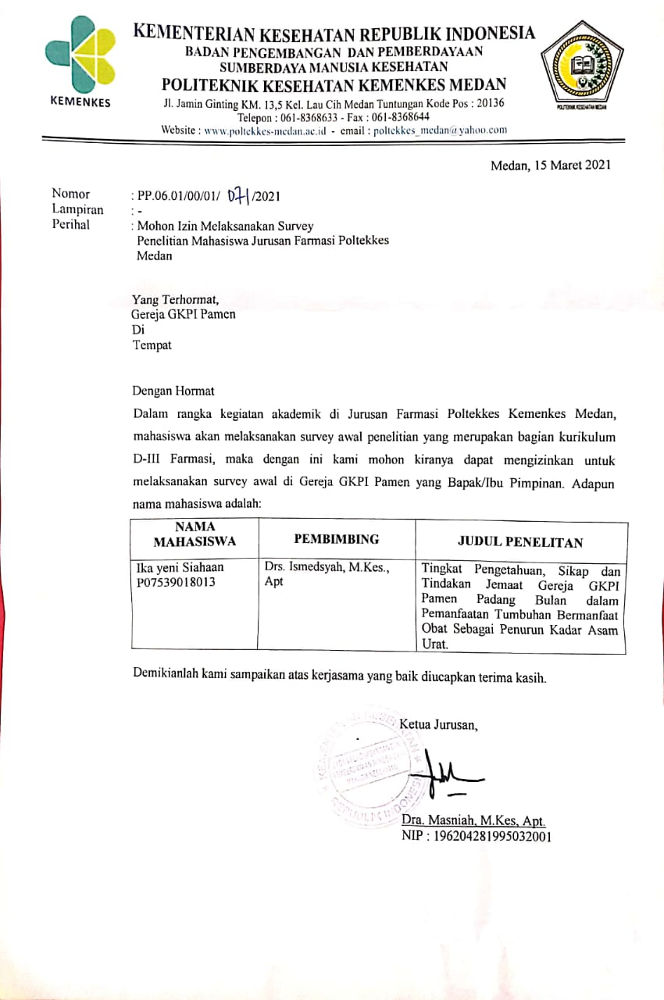 KEMENKES
KEMENTERIAN KESEHATAN REPUBLIK INDONESIA
BADAN PENGEMBANGAN DAN PEMBERDAYAAN
SUMBERDAYA MANUSIA KESEHATAN
POLITEKNIK KESEHATAN KEMENKES MEDAN
Jl. Jamin Ginting KM. 13,5 Kel. Lau Cih Medan Tuntungan Kode Pos : 20136
Telepon : 061-8368633 - Fax : 061-8368644
Website : www.poltekkes-medan.ac.id - email : poltekkes_medan@yahoo.com
POLITEKNIK KESEHATAN MEDAN
Medan, 15 Maret 2021
Nomor : PP.06.01/00/01/ 071 /2021
Lampiran : -
Perihal : Mohon Izin Melaksanakan Survey
Penelitian Mahasiswa Jurusan Farmasi Poltekkes
Medan
Yang Terhormat,
Gereja GKPI Pamen
Di
Tempat
Dengan Hormat
Dalam rangka kegiatan akademik di Jurusan Farmasi Poltekkes Kemenkes Medan,
mahasiswa akan melaksanakan survey awal penelitian yang merupakan bagian kurikulum
D-III Farmasi, maka dengan ini kami mohon kiranya dapat mengizinkan untuk
melaksanakan survey awal di Gereja GKPI Pamen yang Bapak/Ibu Pimpinan. Adapun
nama mahasiswa adalah:
NAMA
MAHASISWA
PEMBIMBING
JUDUL PENELITAN
Ika yeni Siahaan
P07539018013
Drs. Ismedsyah, M.Kes.,
Apt
Tingkat Pengetahuan, Sikap dan
Tindakan Jemaat Gereja GKPI
Pamen Padang Bulan dalam
Pemanfaatan Tumbuhan Bermanfaat
Obat Sebagai Penurun Kadar Asam
Urat.
Demikianlah kami sampaikan atas kerjasama yang baik diucapkan terima kasih.
Ketua Jurusan,
REPUBLIK INDONESIA
Dra. Masniah, M.Kes, Apt.
NIP : 196204281995032001